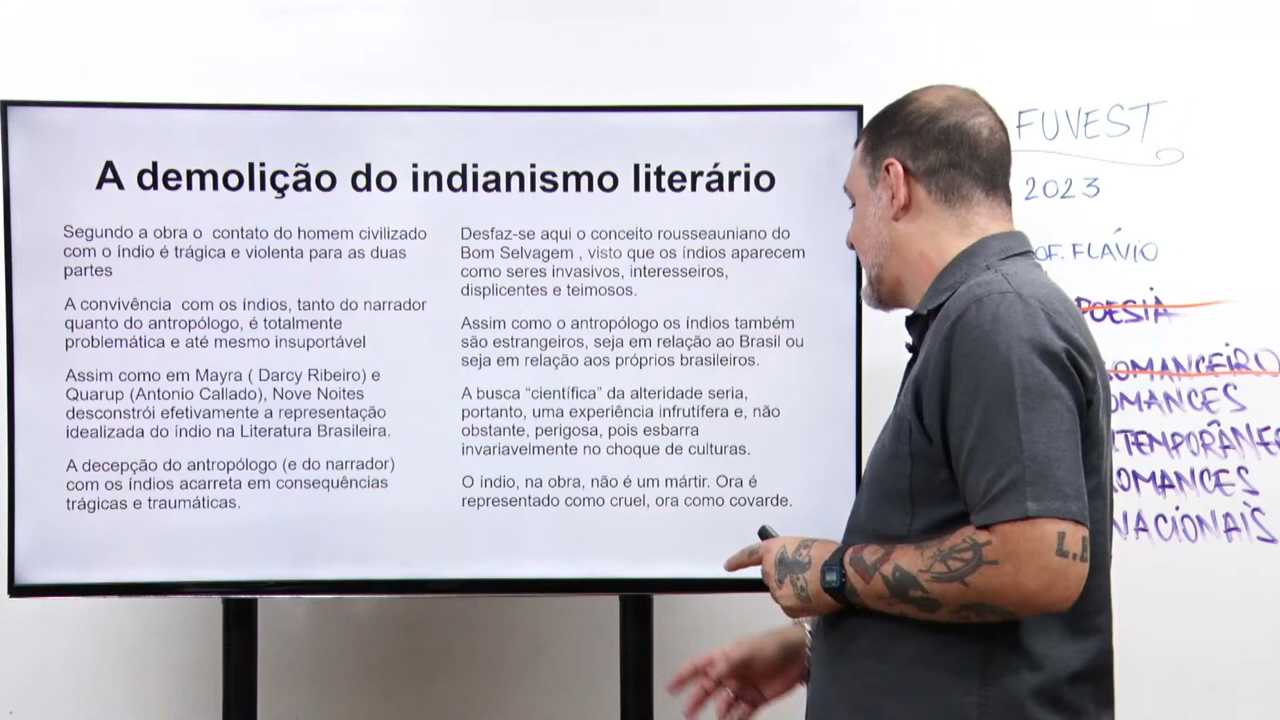 A demolição do indianismo literário
Segundo a obra o contato do homem civilizado
com o índio é trágica e violenta para as duas
partes
A convivência com os índios, tanto do narrador
quanto do antropólogo, é totalmente
problemática e até mesmo insuportável
Assim como em Mayra ( Darcy Ribeiro) e
Quarup (Antonio Callado), Nove Noites
desconstrói efetivamente a representação
idealizada do índio na Literatura Brasileira.
A decepção do antropólogo (e do narrador)
com os índios acarreta em consequências
trágicas e traumáticas.
Desfaz-se aqui o conceito rousseauniano do
Bom Selvagem , visto que os índios aparecem
como seres invasivos, interesseiros,
displicentes e teimosos.
Assim como o antropólogo os índios também
são estrangeiros, seja em relação ao Brasil ou
seja em relação aos próprios brasileiros.
A busca “científica” da alteridade seria,
portanto, uma experiência infrutífera e, não
obstante, perigosa, pois esbarra
invariavelmente no choque de culturas.
O índio, na obra, não é um mártir. Ora é
representado como cruel, ora como covarde.
FUVEST
2023
OF. FLÁVIO
POESIA
OMANCEIRO
OMANCES
TEMPORÂNEO
OMANCES
NACIONAIS
L.